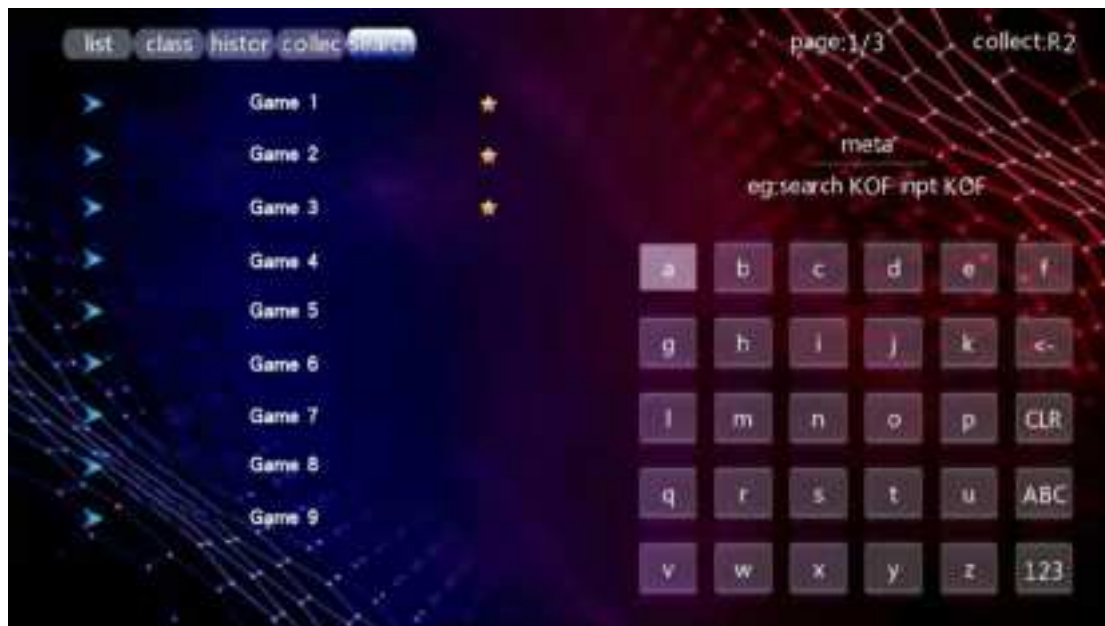 list class histor collec Search page:1/3 collect:R2
Game 1
Game 2
Game 3
Game 4
Game 5
Game 6
Game 7
Game 8
Game 9
meta
eg:search KOF inpt KOF
a b c d e f
g h i j k <-
l m n o p CLR
q r s t u ABC
v w x y z 123